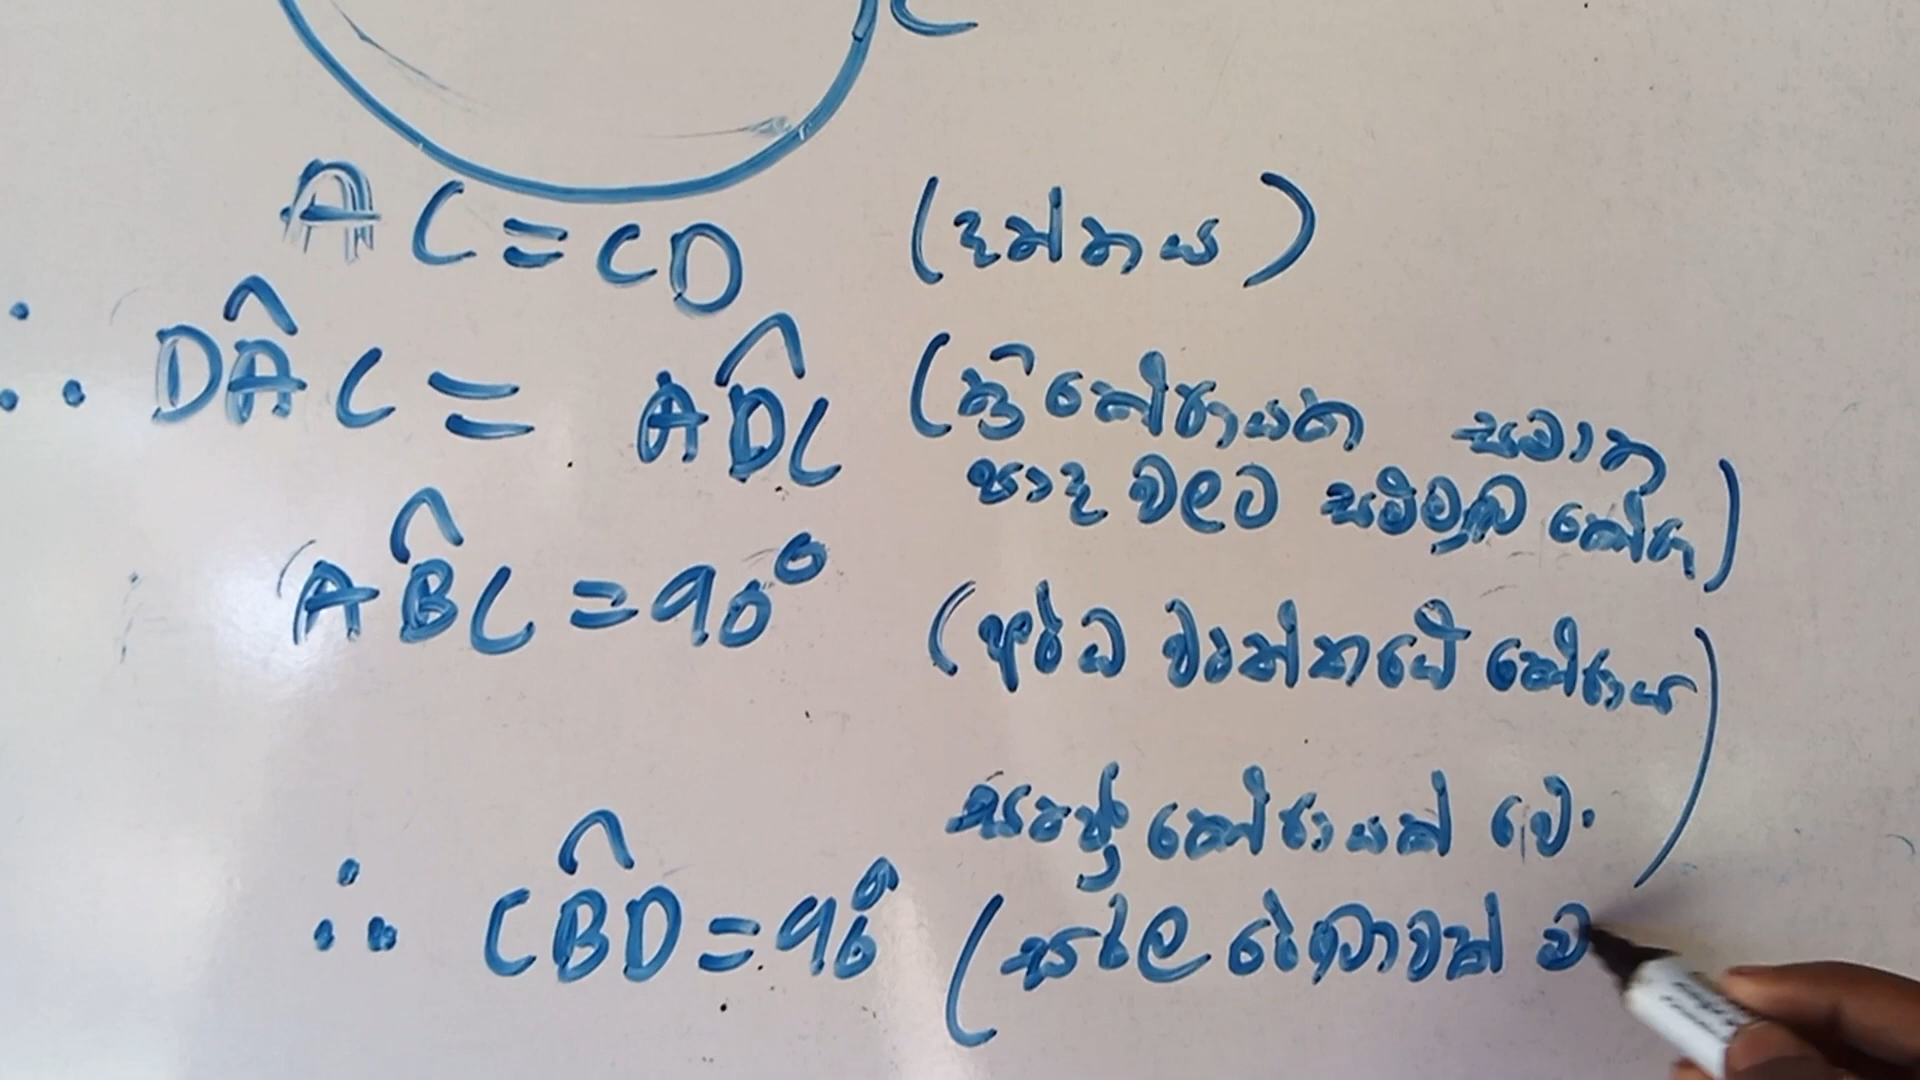 C
AC = CD (දත්තය)
∴ DÂC = AD̂C (ත්‍රිකෝණයක සමාන
පාද වලට සම්මුඛ කෝණ)
AB̂C = 90° (අර්ධ වෘත්තයේ කෝණය
සෘජු කෝණයක් වේ.)
∴ CB̂D = 90° (සරල රේඛාවක් ම